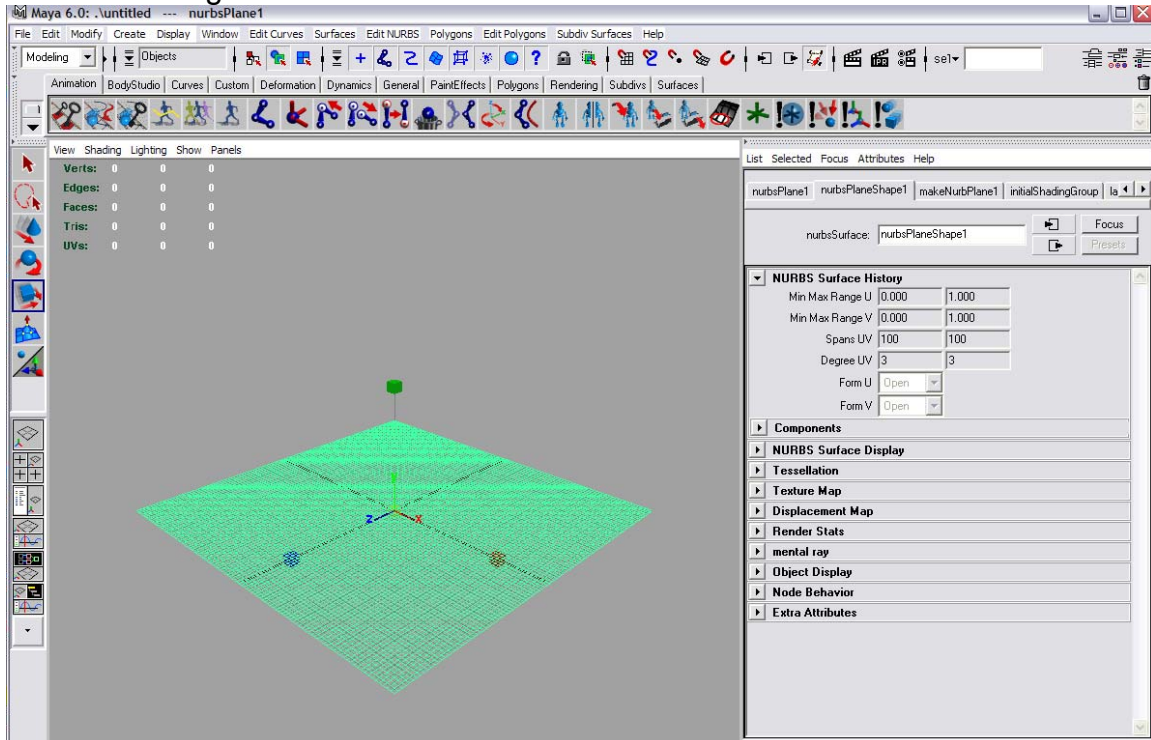 Maya 6.0: .\untitled --- nurbsPlane1
File Edit Modify Create Display Window Edit Curves Surfaces Edit NURBS Polygons Edit Polygons Subdiv Surfaces Help
Modeling Objects sel
Animation BodyStudio Curves Custom Deformation Dynamics General PaintEffects Polygons Rendering Subdivs Surfaces
View Shading Lighting Show Panels
Verts: 0 0 0
Edges: 0 0 0
Faces: 0 0 0
Tris: 0 0 0
UVs: 0 0 0
Z X
List Selected Focus Attributes Help
nurbsPlane1 nurbsPlaneShape1 makeNurbPlane1 initialShadingGroup la
nurbsSurface: nurbsPlaneShape1
Focus
Presets
NURBS Surface History
Min Max Range U 0.000 1.000
Min Max Range V 0.000 1.000
Spans UV 100 100
Degree UV 3 3
Form U Open
Form V Open
Components
NURBS Surface Display
Tessellation
Texture Map
Displacement Map
Render Stats
mental ray
Object Display
Node Behavior
Extra Attributes